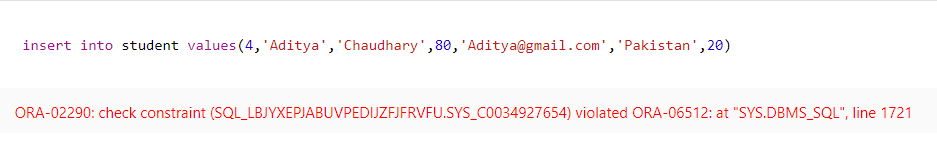 insert into student values(4,'Aditya','Chaudhary',80,'Aditya@gmail.com','Pakistan',20)
ORA-02290: check constraint (SQL_LBJYXEPJABUVPEDIJZFJFRVFU.SYS_C0034927654) violated ORA-06512: at "SYS.DBMS_SQL", line 1721